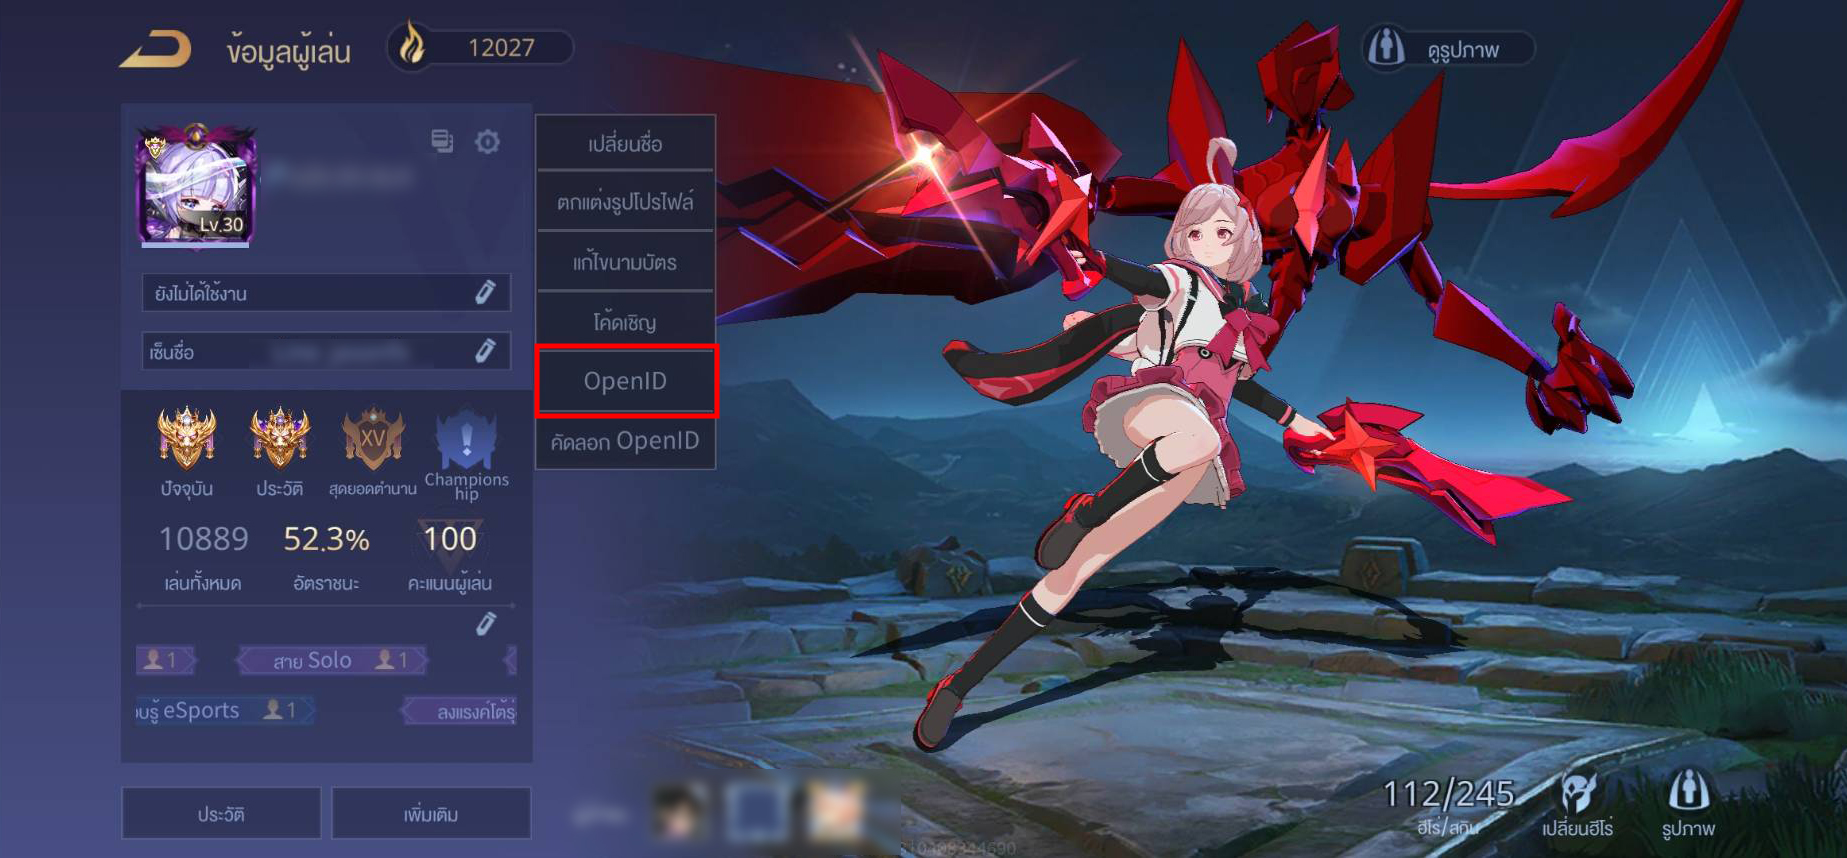 ข้อมูลผู้เล่น
12027
ดูรูปภาพ
Lv.30
ยังไม่ได้ใช้งาน
เซ็นชื่อ
เปลี่ยนชื่อ
ตกแต่งรูปโปรไฟล์
แก้ไขนามบัตร
โค้ดเชิญ
OpenID
คัดลอก OpenID
XV
ปัจจุบัน
ประวัติ
สุดยอดตำนาน
Champions
hip
10889
52.3%
100
เล่นทั้งหมด
อัตราชนะ
คะแนนผู้เล่น
1
สาย Solo
1
eSports
1
ลงแรงค์โต้รุ่
ประวัติ
เพิ่มเติม
112/245
ฮีโร่/สกิน
เปลี่ยนฮีโร่
รูปภาพ